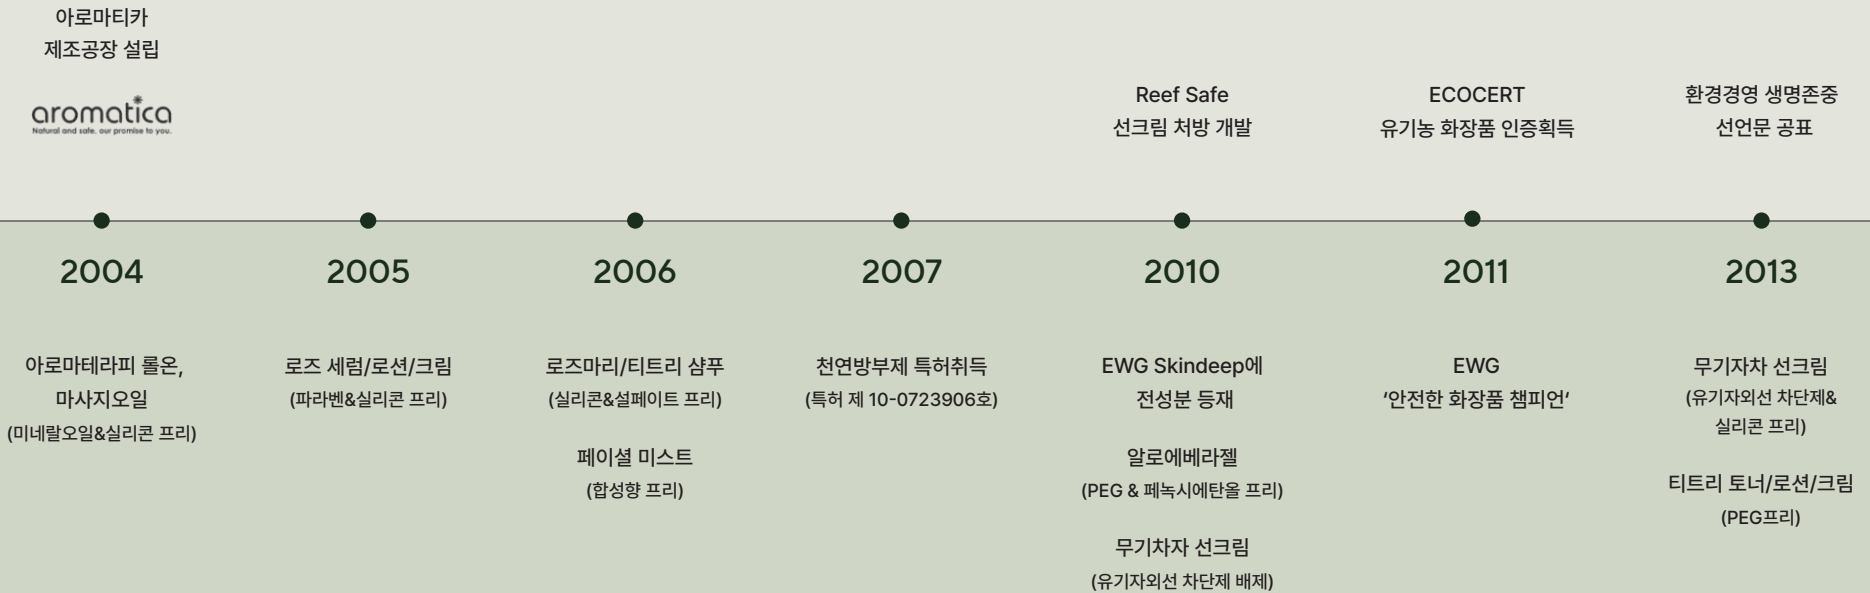 아로마티카
제조공장 설립
aromatica
Natural and safe, our promise to you.
Reef Safe
선크림 처방 개발
ECOCERT
유기농 화장품 인증획득
환경경영 생명존중
선언문 공표
2004
2005
2006
2007
2010
2011
2013
아로마테라피 롤온,
마사지오일
(미네랄오일&실리콘 프리)
로즈 세럼/로션/크림
(파라벤&실리콘 프리)
로즈마리/티트리 샴푸
(실리콘&설페이트 프리)
페이셜 미스트
(합성향 프리)
천연방부제 특허취득
(특허 제 10-0723906호)
EWG Skindeep에
전성분 등재
알로에베라젤
(PEG & 페녹시에탄올 프리)
무기차자 선크림
(유기자외선 차단제 배제)
EWG
‘안전한 화장품 챔피언‘
무기자차 선크림
(유기자외선 차단제&
실리콘 프리)
티트리 토너/로션/크림
(PEG프리)